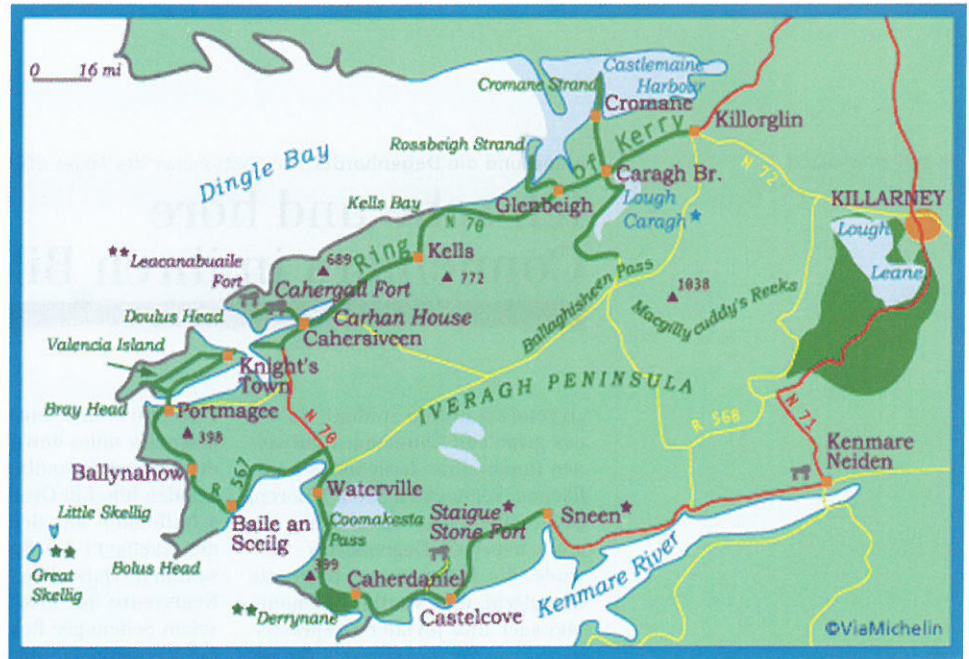 0 16 mi
Castlemaine
Harbour
Cromane Strand
Cromane
Killorglin
Rossbeigh Strand
Ring of Kerry
Caragh Br.
N 72
Dingle Bay
KILLARNEY
Glenbeigh
Lough
Caragh ★
Lough
Leane
Kells Bay
N 70
★★ Leacanabuaile
Fort
689
Kells
772
Cahergall Fort
Ballaghisheen Pass
1038
Macgillycuddy's Reeks
Doulus Head
Carhan House
Cahersiveen
Valencia Island
Knight's
Town
IVERAGH PENINSULA
Bray Head
Portmagee
N 70
398
R 568
N 71
Kenmare
Neiden
Ballynahow
R 567
Waterville
Baile an
Sceilg
Coomakesta
Pass
Staigue ★
Stone Fort
Sneen ★
Little Skellig
★★
Great
Skellig
Bolus Head
399
Caherdaniel
Kenmare River
★★ Derrynane
Castelcove
©ViaMichelin